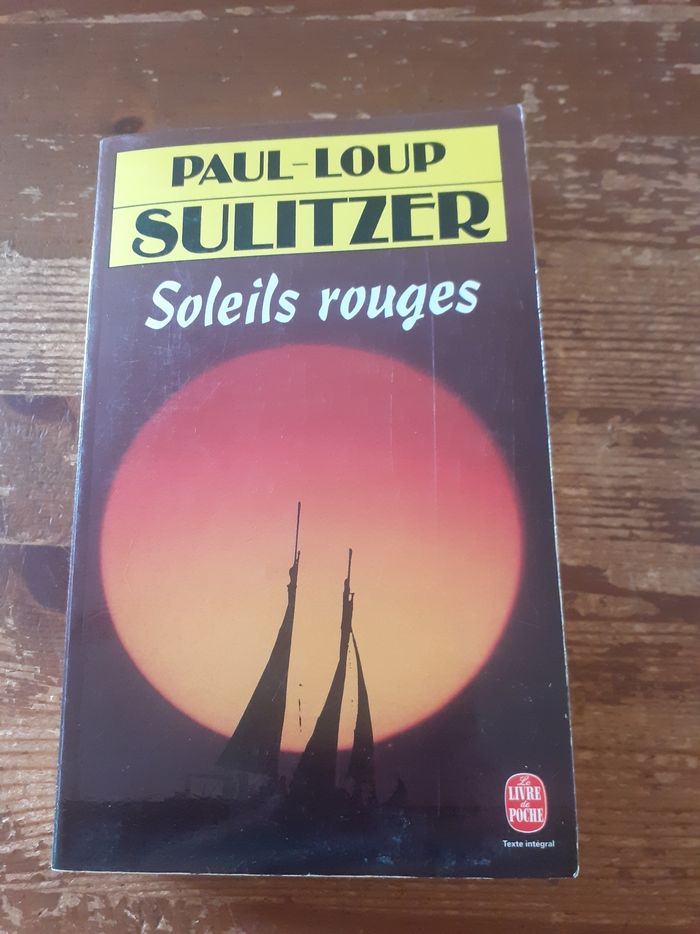 PAUL-LOUP
SULITZER
Soleils rouges
Le
LIVRE
de
POCHE
Texte intégral